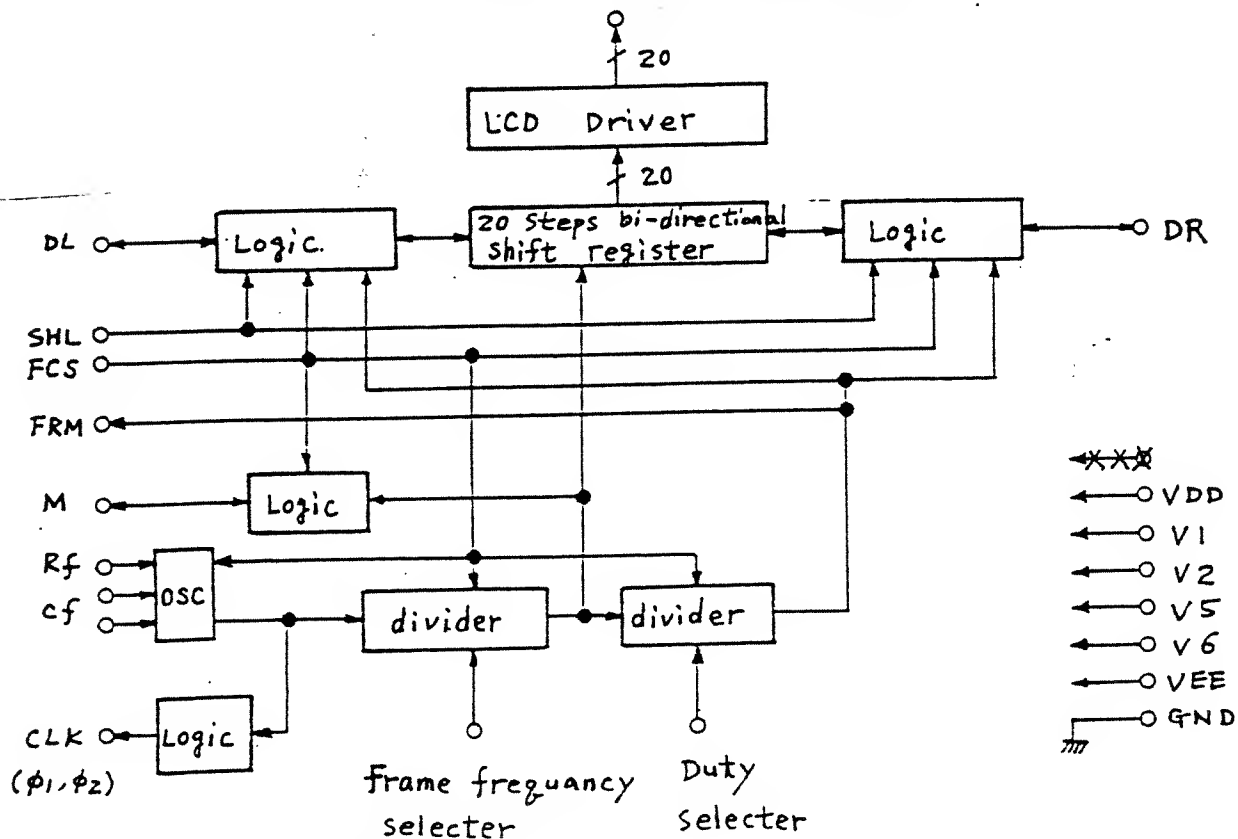 20
LCD Driver
20
DL
Logic.
20 Steps bi-directional
shift register
Logic
DR
SHL
FCS
FRM
M
Logic
Rf
cf
OSC
divider
divider
VDD
V1
V2
V5
V6
VEE
GND
CLK
(φ1, φ2)
Logic
Frame frequancy
selecter
Duty
selecter